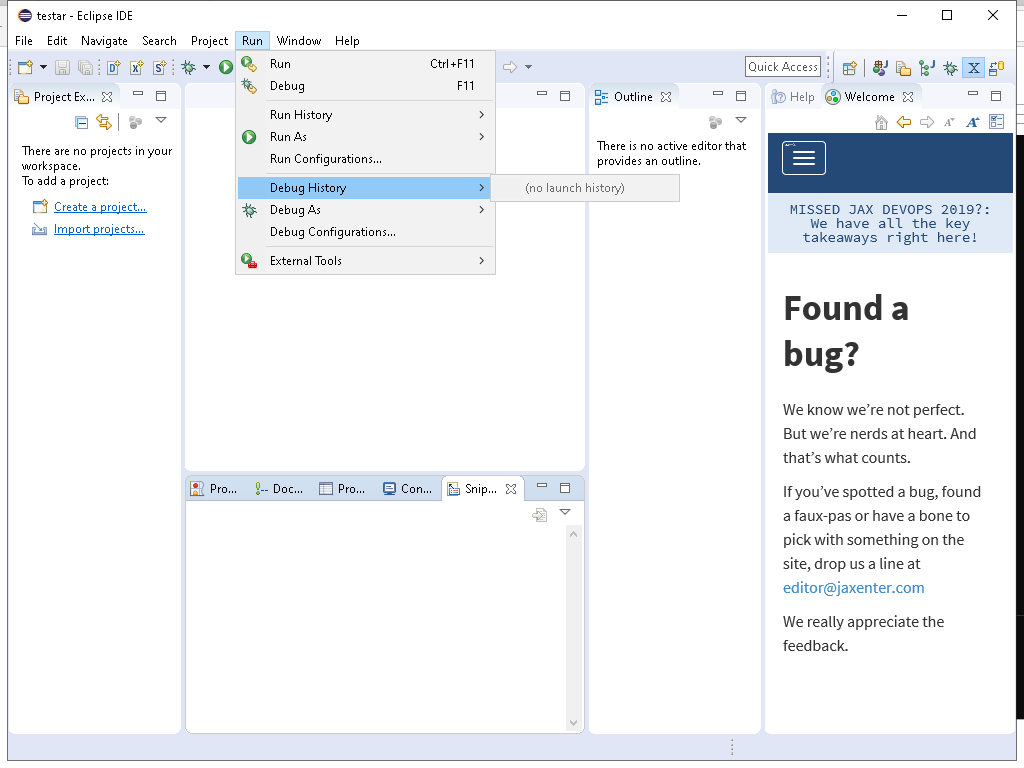 testar - Eclipse IDE
File Edit Navigate Search Project Run Window Help
Quick Access
Project Ex...
There are no projects in your
workspace.
To add a project:
Create a project...
Import projects...
Run Ctrl+F11
Debug F11
Run History
Run As
Run Configurations...
Debug History
Debug As
Debug Configurations...
External Tools
(no launch history)
Pro...
Doc...
Pro...
Con...
Snip...
Outline
There is no active editor that
provides an outline.
Help
Welcome
MISSED JAX DEVOPS 2019?:
We have all the key
takeaways right here!
Found a
bug?
We know we’re not perfect.
But we’re nerds at heart. And
that’s what counts.
If you’ve spotted a bug, found
a faux-pas or have a bone to
pick with something on the
site, drop us a line at
editor@jaxenter.com
We really appreciate the
feedback.